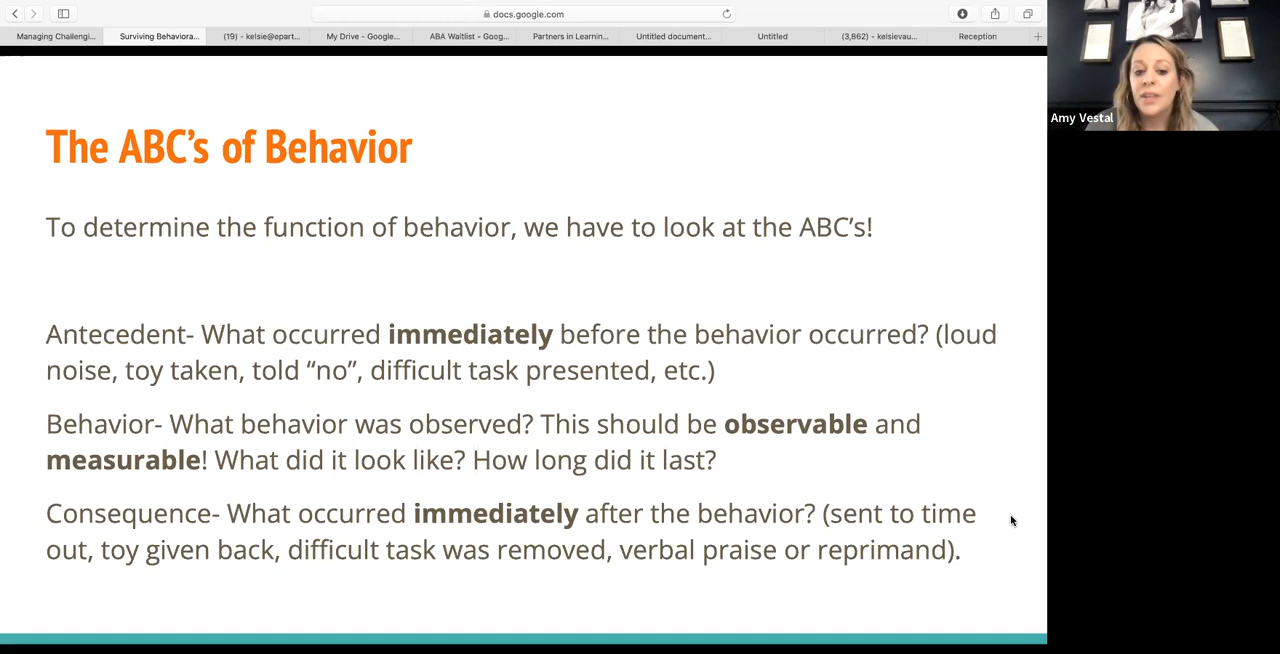 docs.google.com
Managing Challengi...
Surviving Behaviora...
(19) - kelsie@epart...
My Drive - Google...
ABA Waitlist - Goog...
Partners in Learnin...
Untitled document...
Untitled
(3,862) - kelsievau...
Reception
Amy Vestal
The ABC's of Behavior
To determine the function of behavior, we have to look at the ABC's!
Antecedent- What occurred immediately before the behavior occurred? (loud
noise, toy taken, told “no”, difficult task presented, etc.)
Behavior- What behavior was observed? This should be observable and
measurable! What did it look like? How long did it last?
Consequence- What occurred immediately after the behavior? (sent to time
out, toy given back, difficult task was removed, verbal praise or reprimand).